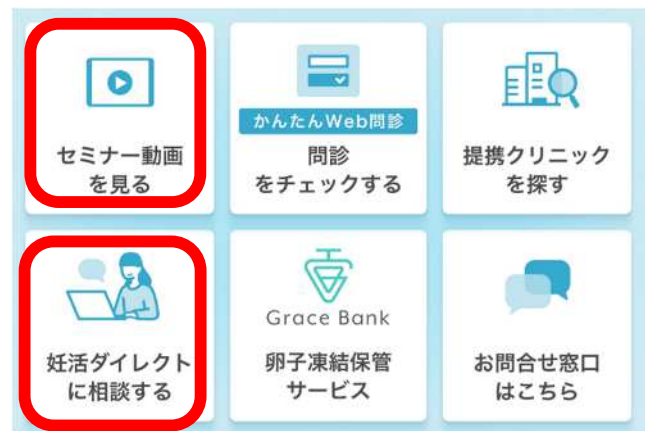 セミナー動画
を見る
かんたんWeb問診
問診
をチェックする
提携クリニック
を探す
妊活ダイレクト
に相談する
Grace Bank
卵子凍結保管
サービス
お問合せ窓口
はこちら